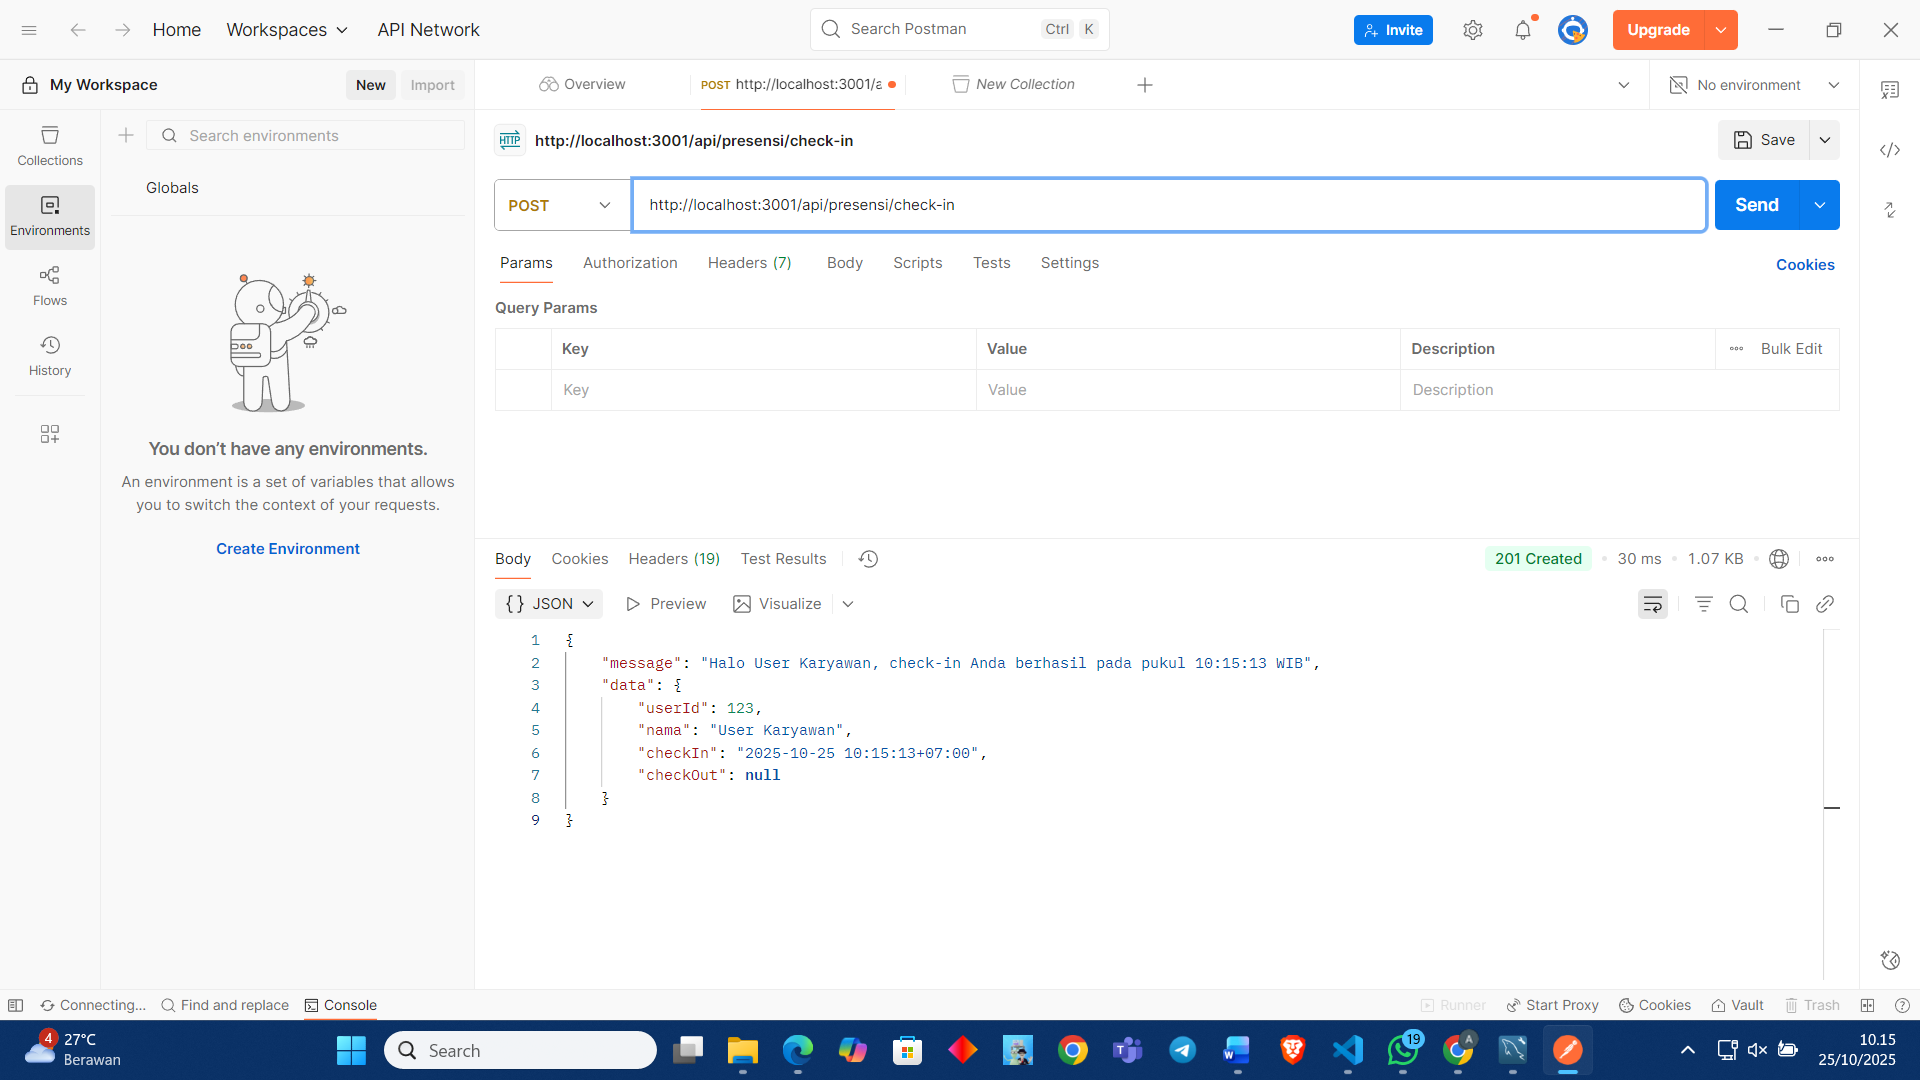 Home
Workspaces
API Network
Search Postman
Ctrl
K
Invite
Upgrade
My Workspace
New
Import
Overview
POST http://localhost:3001/a
New Collection
No environment
Collections
Environments
Flows
History
Search environments
Globals
You don’t have any environments.
An environment is a set of variables that allows
you to switch the context of your requests.
Create Environment
HTTP
http://localhost:3001/api/presensi/check-in
Save
POST
http://localhost:3001/api/presensi/check-in
Send
Params
Authorization
Headers (7)
Body
Scripts
Tests
Settings
Cookies
Query Params
Key
Value
Description
Bulk Edit
Key
Value
Description
Body
Cookies
Headers (19)
Test Results
201 Created
30 ms
1.07 KB
{} JSON
Preview
Visualize
1 {
2 "message": "Halo User Karyawan, check-in Anda berhasil pada pukul 10:15:13 WIB",
3 "data": {
4 "userId": 123,
5 "nama": "User Karyawan",
6 "checkIn": "2025-10-25 10:15:13+07:00",
7 "checkOut": null
8 }
9 }
Connecting...
Find and replace
Console
Runner
Start Proxy
Cookies
Vault
Trash
4
27°C
Berawan
Search
19
A
10.15
25/10/2025